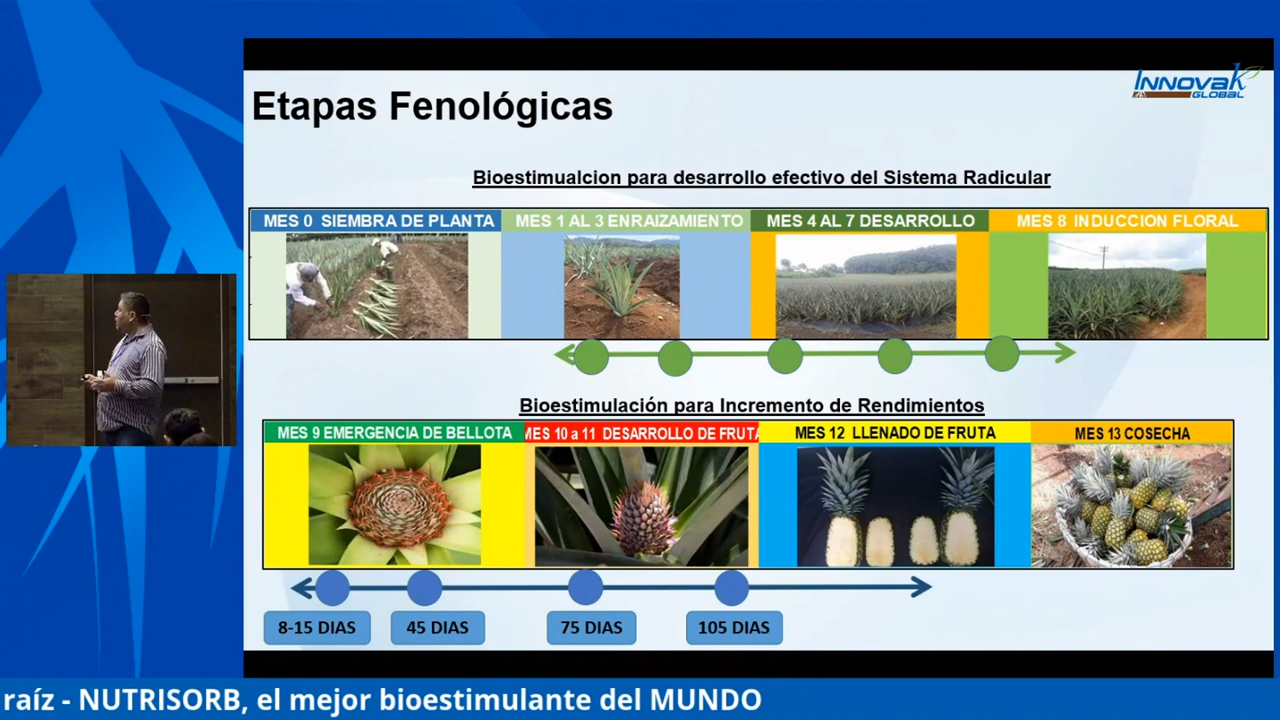 INNOVAK
GLOBAL
Etapas Fenológicas
Bioestimualcion para desarrollo efectivo del Sistema Radicular
MES 0 SIEMBRA DE PLANTA
MES 1 AL 3 ENRAIZAMIENTO
MES 4 AL 7 DESARROLLO
MES 8 INDUCCION FLORAL
Bioestimulación para Incremento de Rendimientos
MES 9 EMERGENCIA DE BELLOTA
MES 10 a 11 DESARROLLO DE FRUTA
MES 12 LLENADO DE FRUTA
MES 13 COSECHA
8-15 DIAS
45 DIAS
75 DIAS
105 DIAS
raíz - NUTRISORB, el mejor bioestimulante del MUNDO